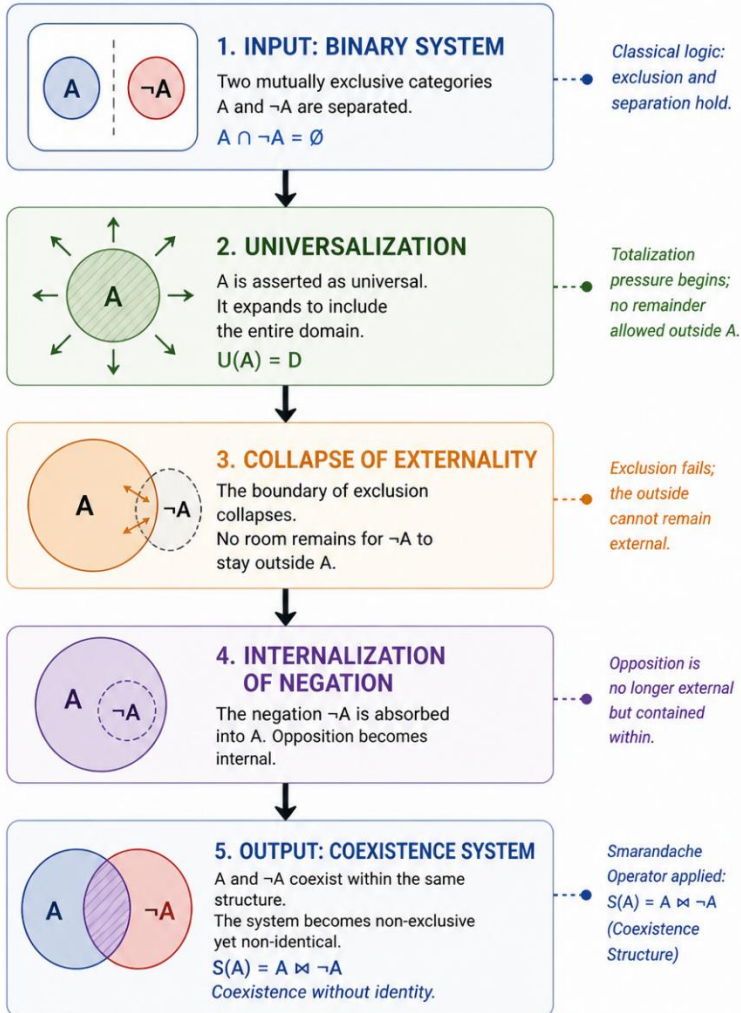 A
¬A
1. INPUT: BINARY SYSTEM
Two mutually exclusive categories
A and ¬A are separated.
A ∩ ¬A = Ø
Classical logic:
exclusion and
separation hold.
A
2. UNIVERSALIZATION
A is asserted as universal.
It expands to include
the entire domain.
U(A) = D
Totalization
pressure begins;
no remainder
allowed outside A.
A
¬A
3. COLLAPSE OF EXTERNALITY
The boundary of exclusion
collapses.
No room remains for ¬A to
stay outside A.
Exclusion fails;
the outside
cannot remain
external.
A
¬A
4. INTERNALIZATION
OF NEGATION
The negation ¬A is absorbed
into A. Opposition becomes
internal.
Opposition is
no longer external
but contained
within.
A
¬A
5. OUTPUT: COEXISTENCE SYSTEM
A and ¬A coexist within the same
structure.
The system becomes non-exclusive
yet non-identical.
S(A) = A ⋈ ¬A
Coexistence without identity.
Smarandache
Operator applied:
S(A) = A ⋈ ¬A
(Coexistence
Structure)